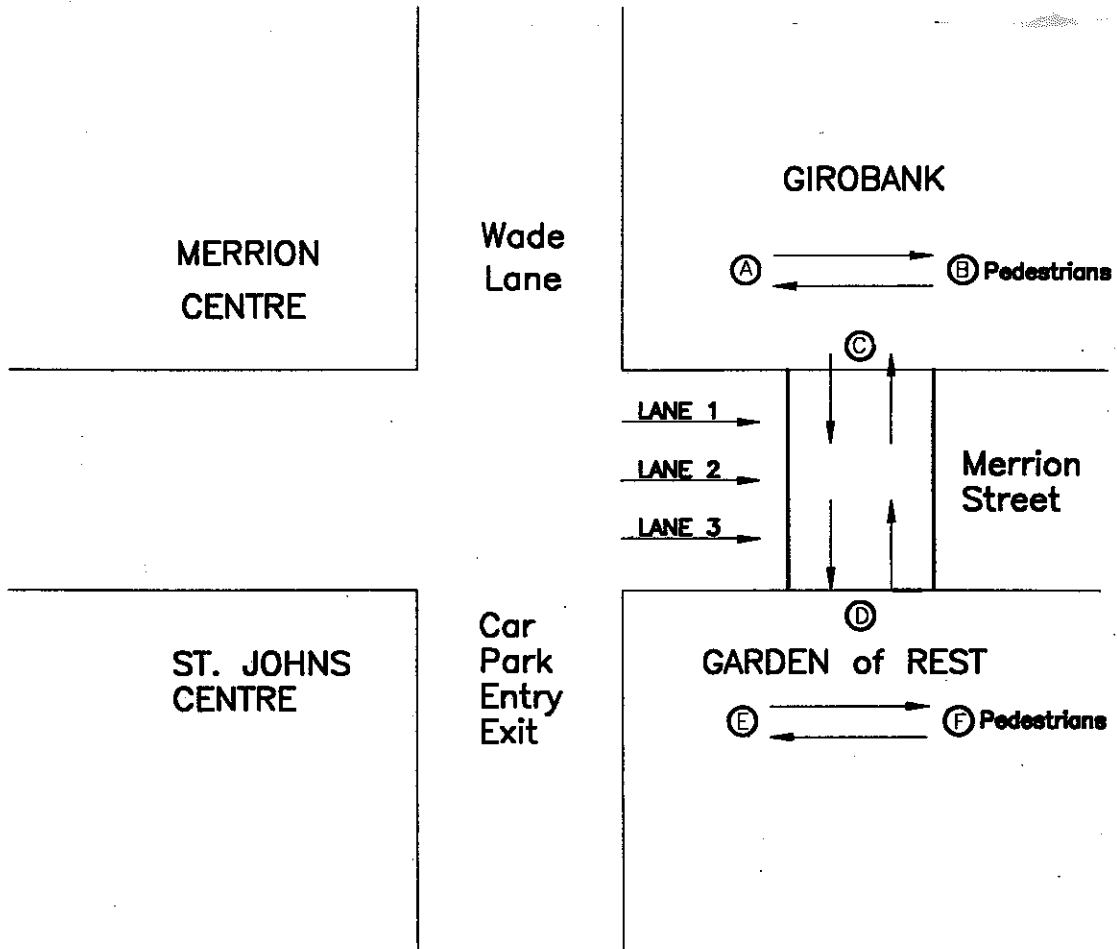 GIROBANK
MERRION
CENTRE
Wade
Lane
A
B Pedestrians
C
LANE 1
LANE 2
LANE 3
Merrion
Street
D
ST. JOHNS
CENTRE
Car
Park
Entry
Exit
GARDEN of REST
E
F Pedestrians